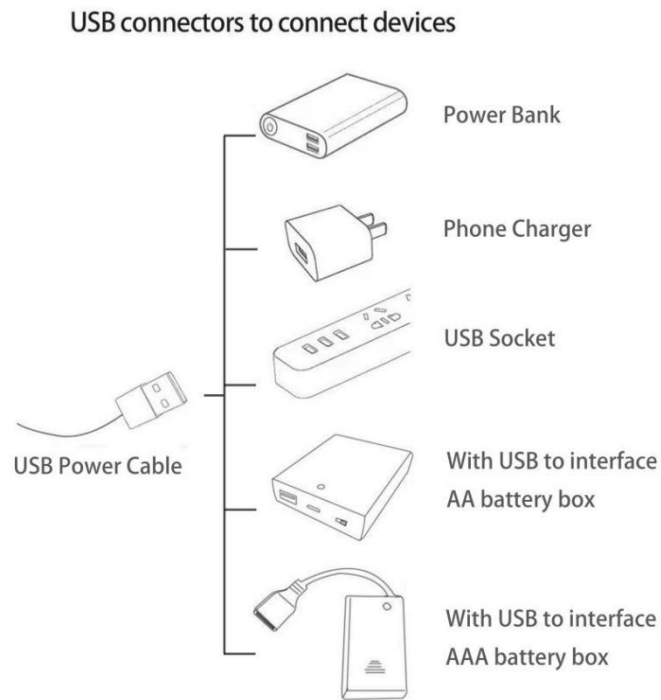 USB connectors to connect devices
Power Bank
Phone Charger
USB Socket
USB Power Cable
With USB to interface
AA battery box
With USB to interface
AAA battery box